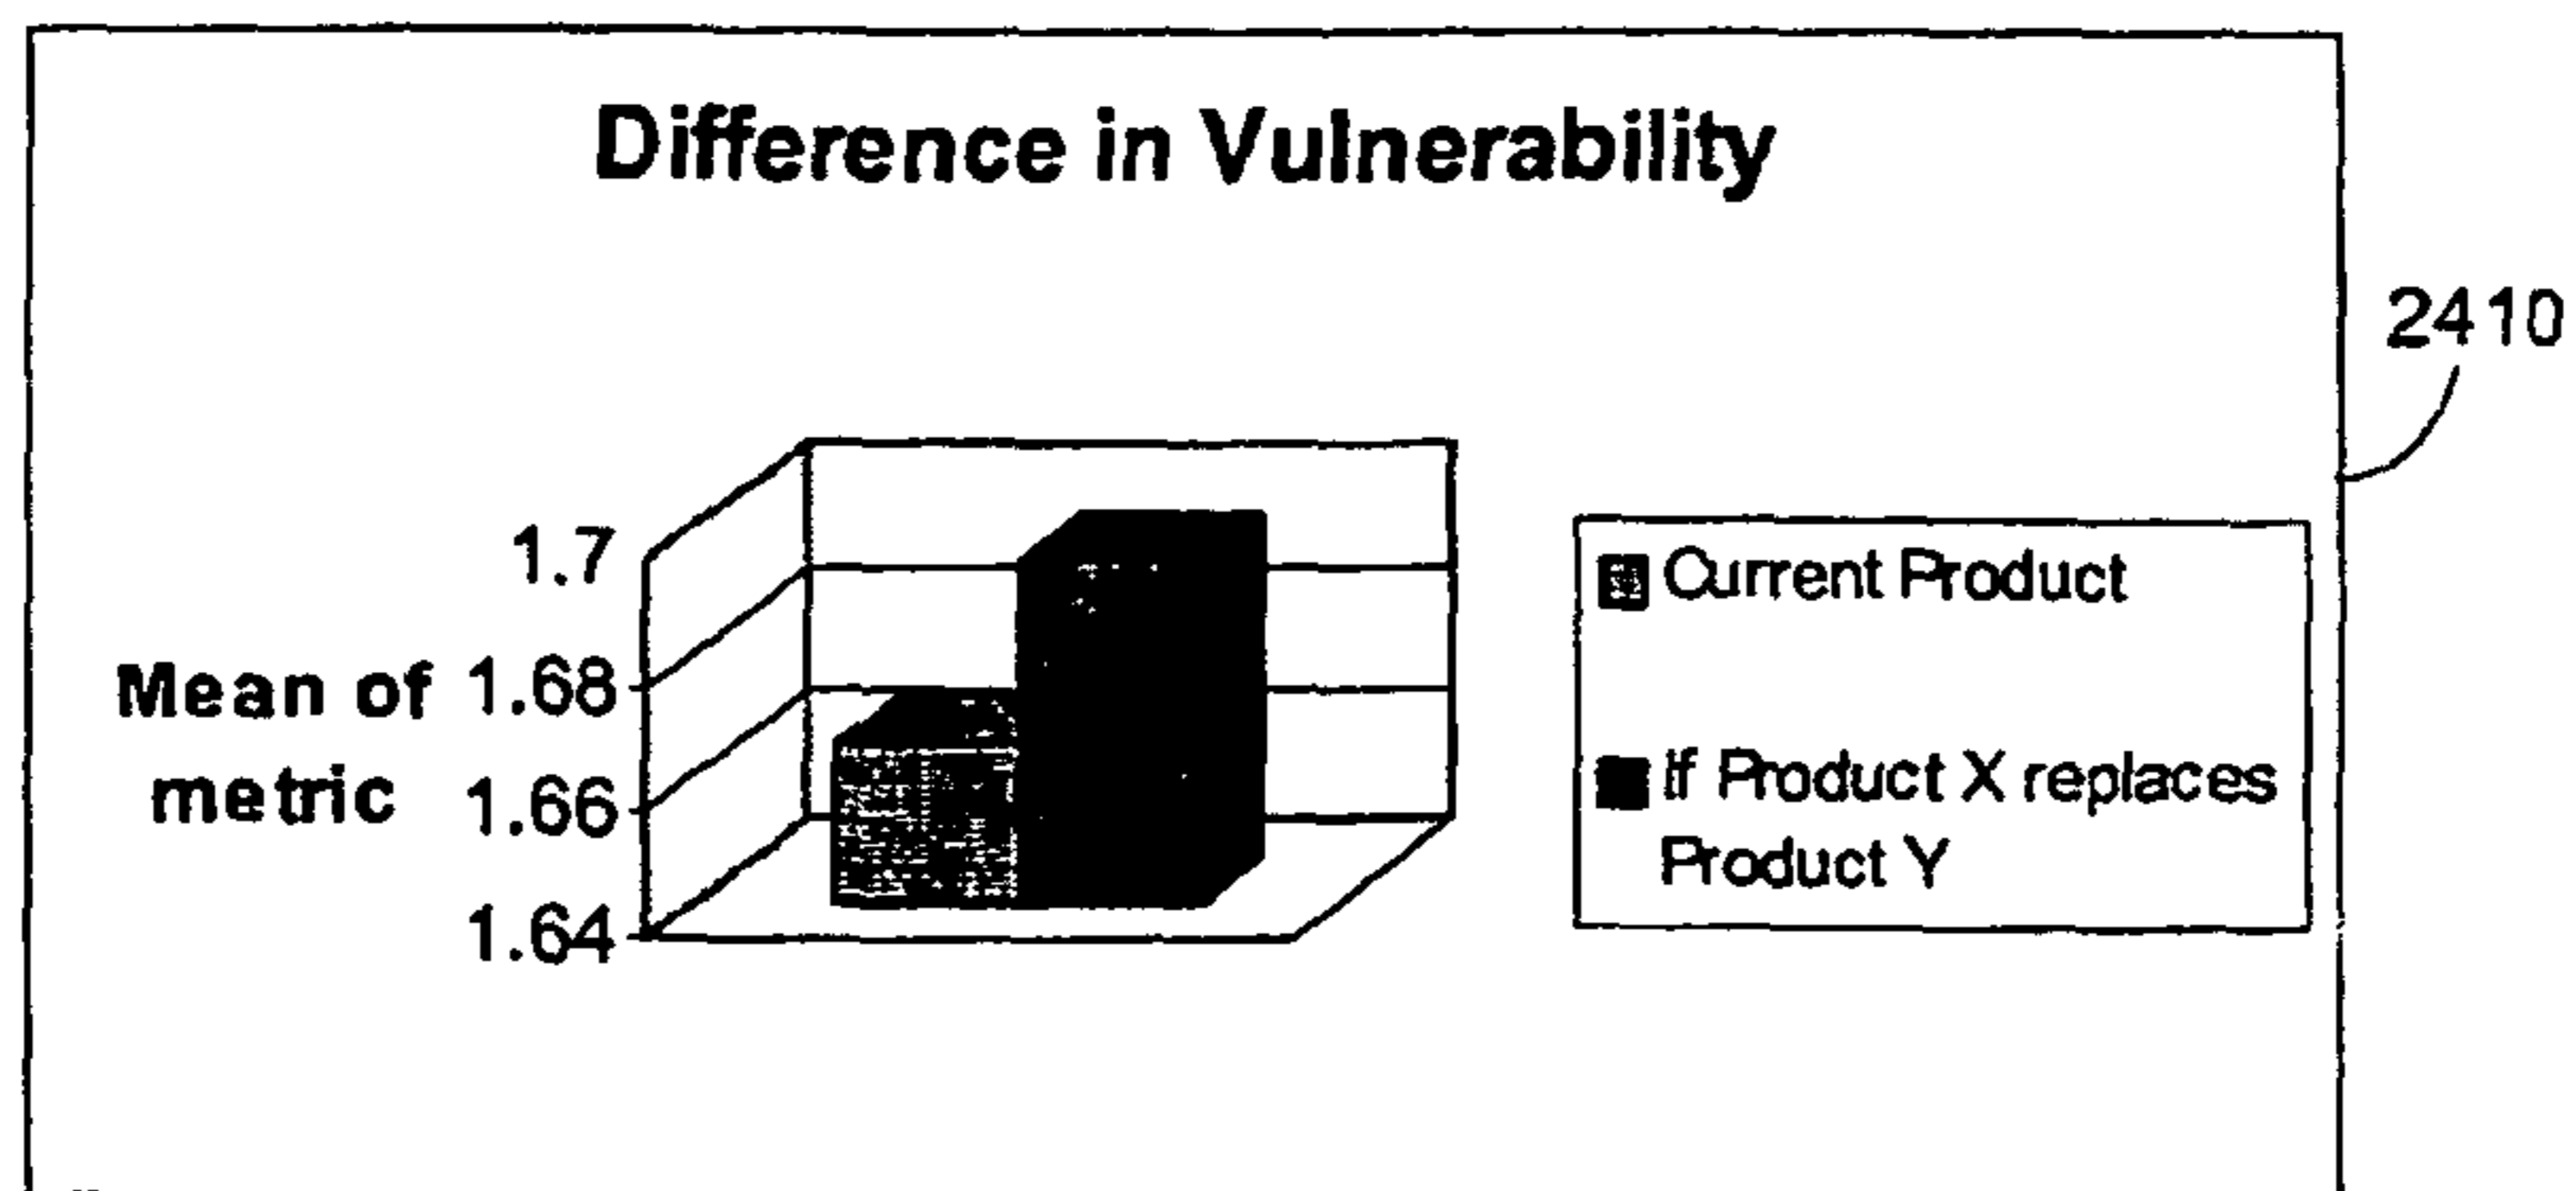 Difference in Vulnerability
2410
1.7
1.68
1.66
1.64
Mean of
metric
Current Product
If Product X replaces
Product Y